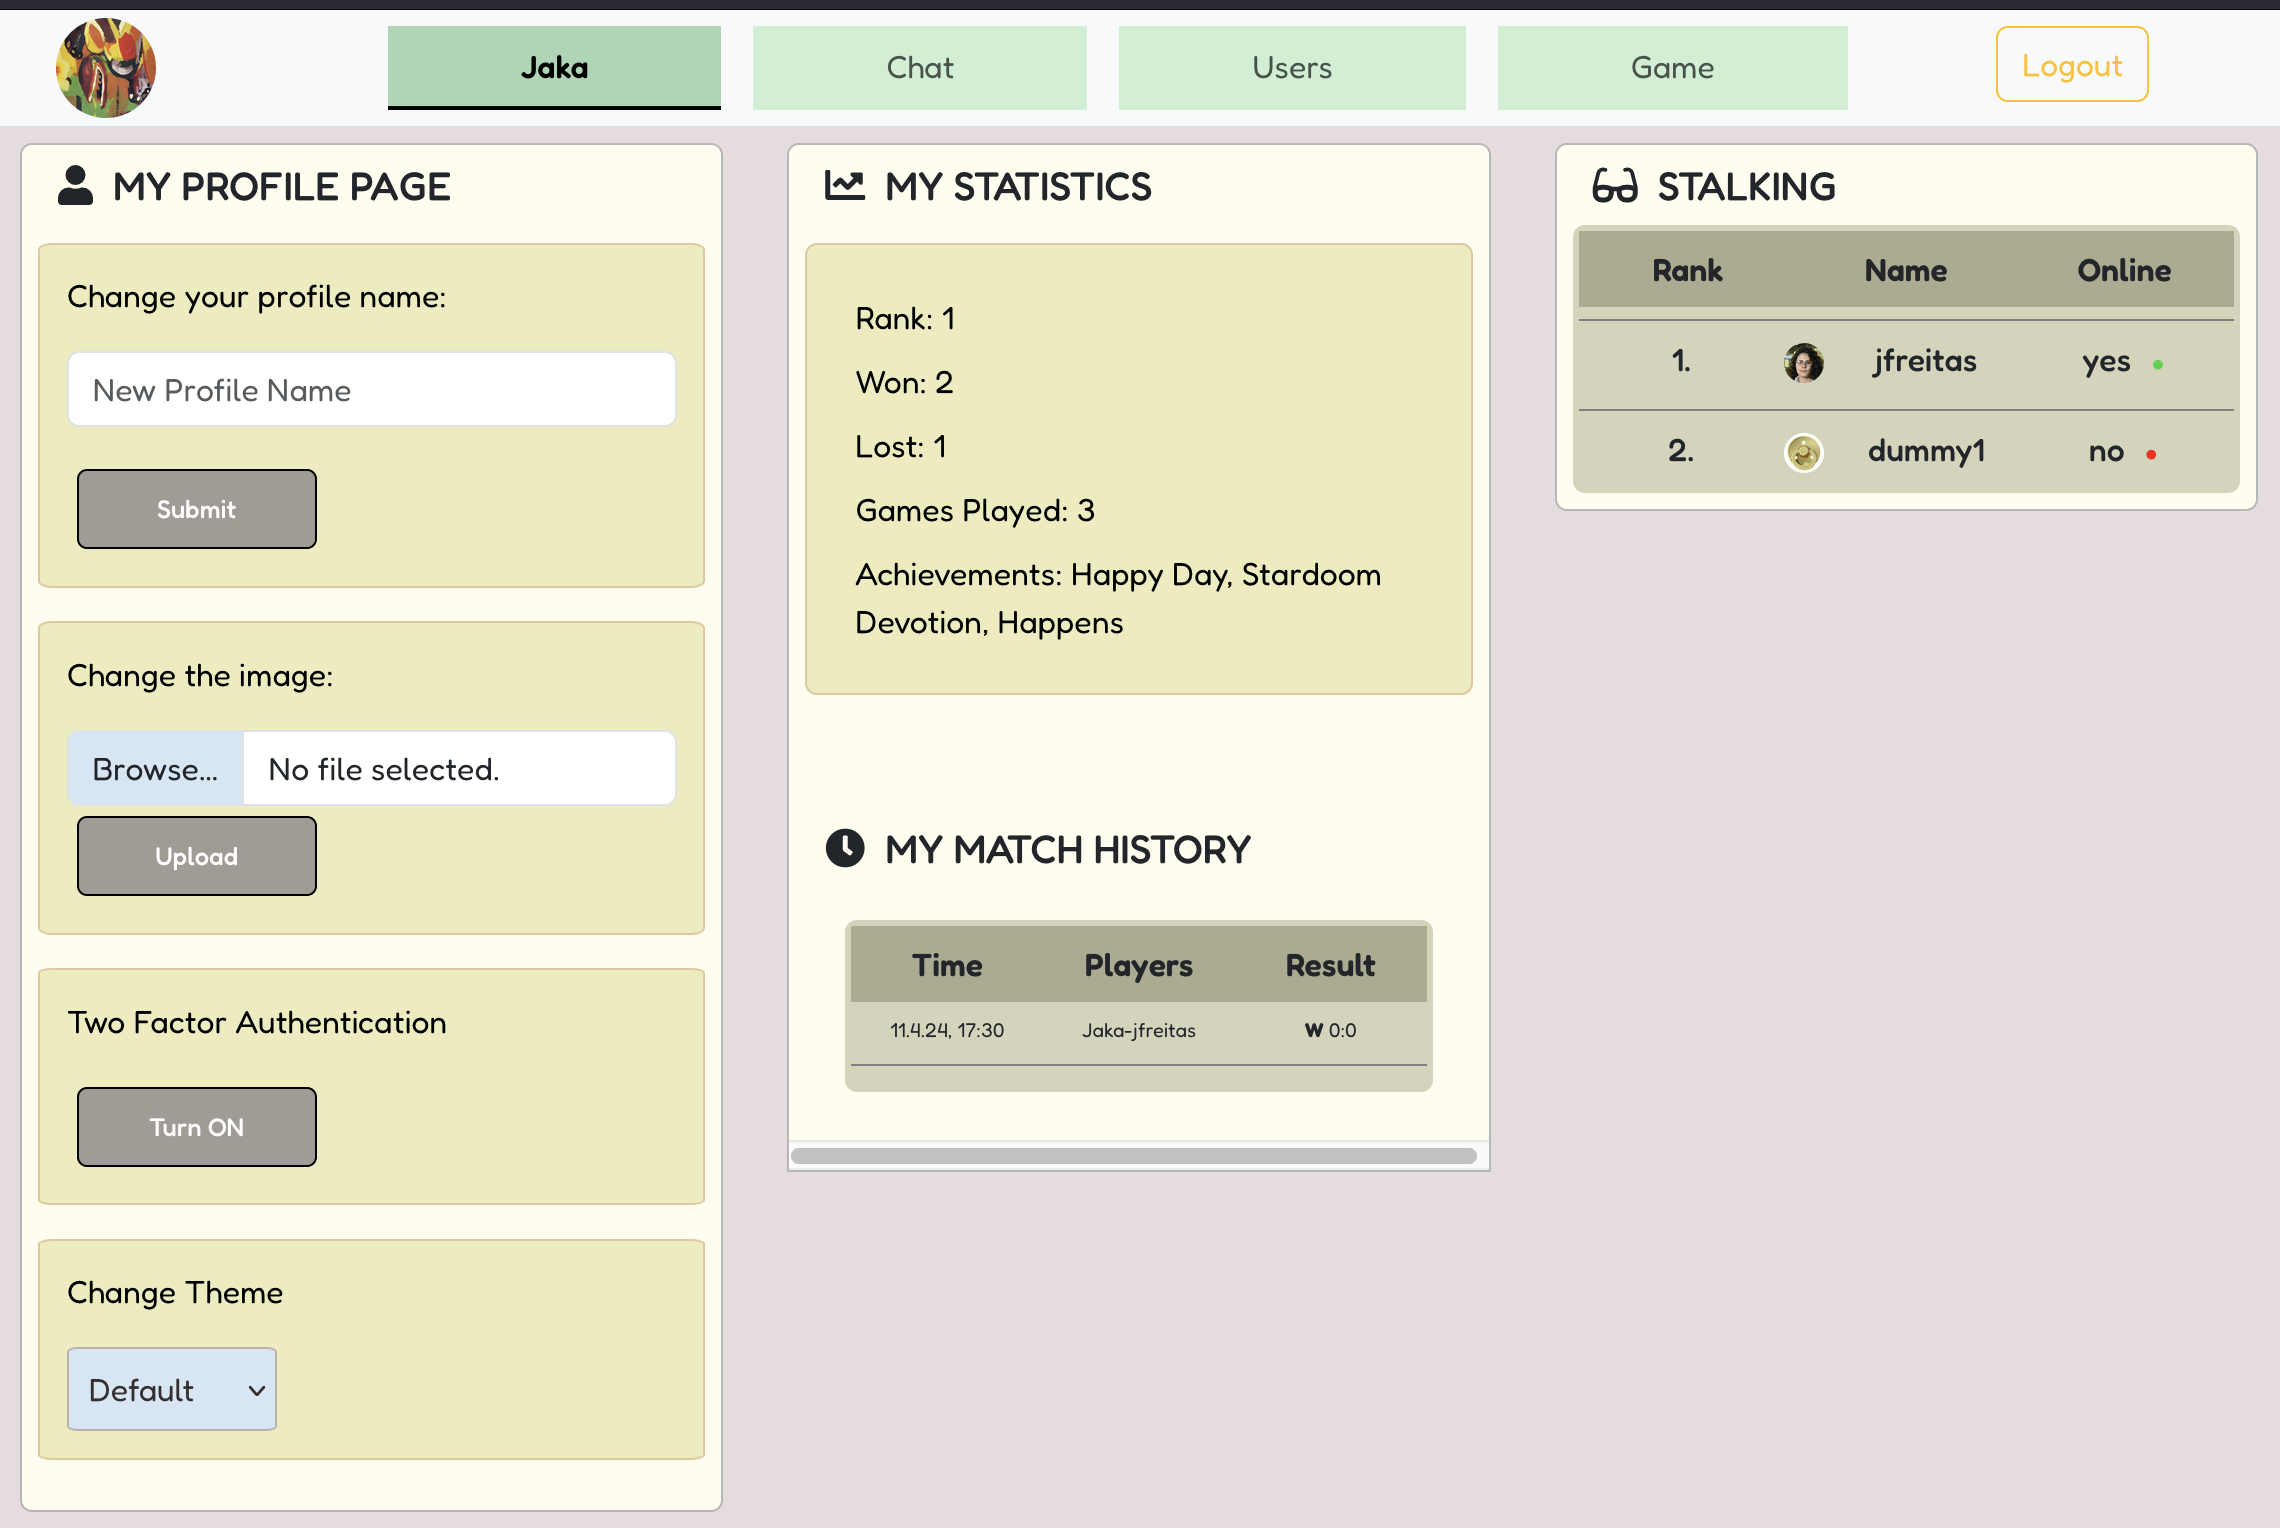 Jaka
Chat
Users
Game
Logout
MY PROFILE PAGE
Change your profile name:
New Profile Name
Submit
Change the image:
Browse... No file selected.
Upload
Two Factor Authentication
Turn ON
Change Theme
Default
MY STATISTICS
Rank: 1
Won: 2
Lost: 1
Games Played: 3
Achievements: Happy Day, Stardoom
Devotion, Happens
MY MATCH HISTORY
Time Players Result
11.4.24, 17:30 Jaka-jfreitas W 0:0
STALKING
Rank Name Online
1. jfreitas yes
2. dummy1 no